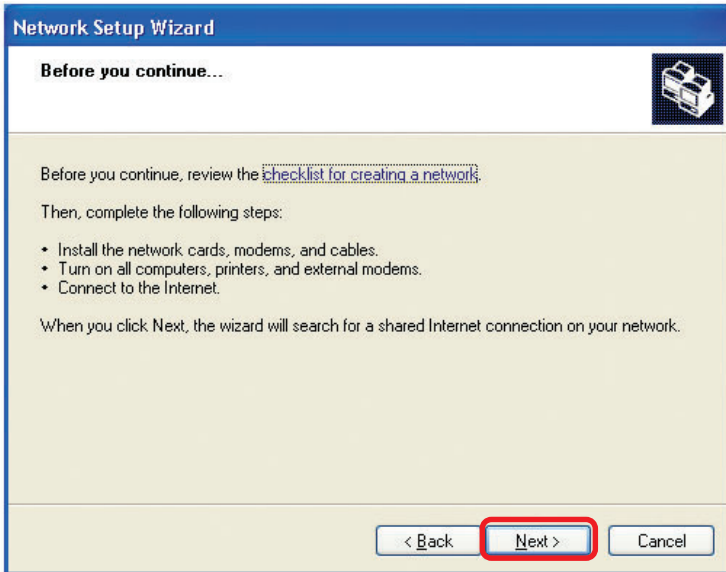 Network Setup Wizard
Before you continue...
Before you continue, review the checklist for creating a network.
Then, complete the following steps:
• Install the network cards, modems, and cables.
• Turn on all computers, printers, and external modems.
• Connect to the Internet.
When you click Next, the wizard will search for a shared Internet connection on your network.
< Back Next > Cancel